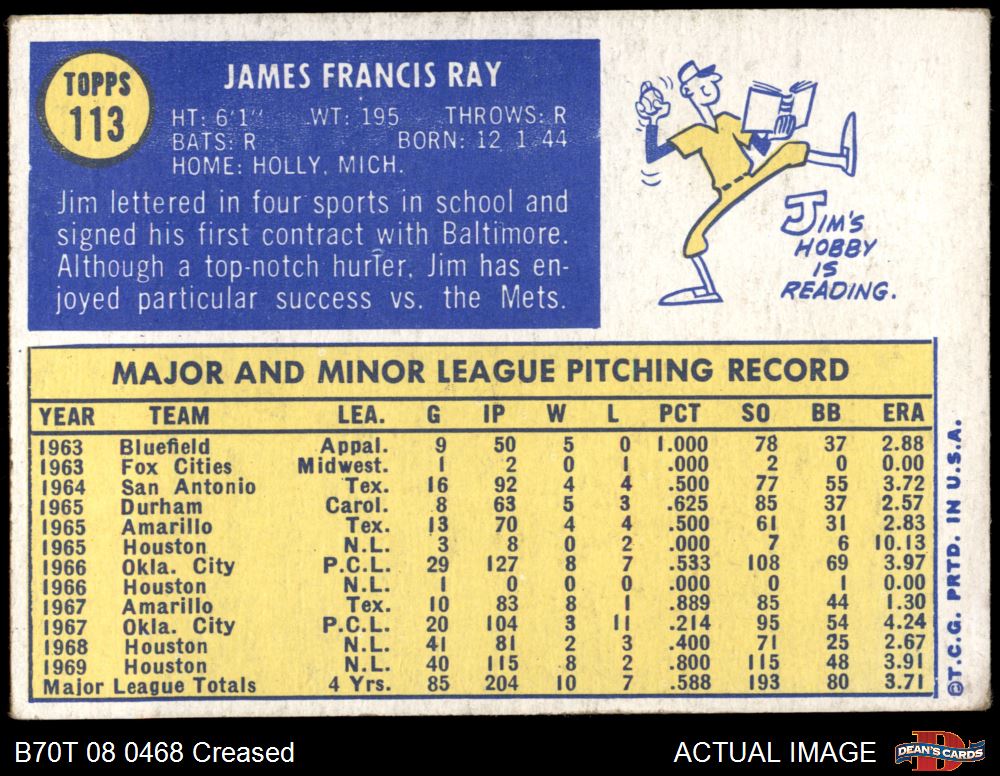 TOPPS
113
JAMES FRANCIS RAY
HT: 6'1" WT: 195 THROWS: R
BATS: R BORN: 12 1 44
HOME: HOLLY, MICH.
Jim lettered in four sports in school and
signed his first contract with Baltimore.
Although a top-notch hurler, Jim has en-
joyed particular success vs. the Mets.
JIM'S
HOBBY
IS
READING.
MAJOR AND MINOR LEAGUE PITCHING RECORD
YEAR TEAM LEA. G IP W L PCT SO BB ERA
1963 Bluefield Appal. 9 50 5 0 1.000 78 37 2.88
1963 Fox Cities Midwest. 1 2 0 1 .000 2 0 0.00
1964 San Antonio Tex. 16 92 4 4 .500 77 55 3.72
1965 Durham Carol. 8 63 5 3 .625 85 37 2.57
1965 Amarillo Tex. 13 70 4 4 .500 61 31 2.83
1965 Houston N.L. 3 8 0 2 .000 7 6 10.13
1966 Okla. City P.C.L. 29 127 8 7 .533 108 69 3.97
1966 Houston N.L. 1 0 0 0 .000 0 1 0.00
1967 Amarillo Tex. 10 83 8 1 .889 85 44 1.30
1967 Okla. City P.C.L. 20 104 3 11 .214 95 54 4.24
1968 Houston N.L. 41 81 2 3 .400 71 25 2.67
1969 Houston N.L. 40 115 8 2 .800 115 48 3.91
Major League Totals 4 Yrs. 85 204 10 7 .588 193 80 3.71
©T.C.G. PRTD. IN U.S.A.
B70T 08 0468 Creased
ACTUAL IMAGE
DEAN'S CARDS